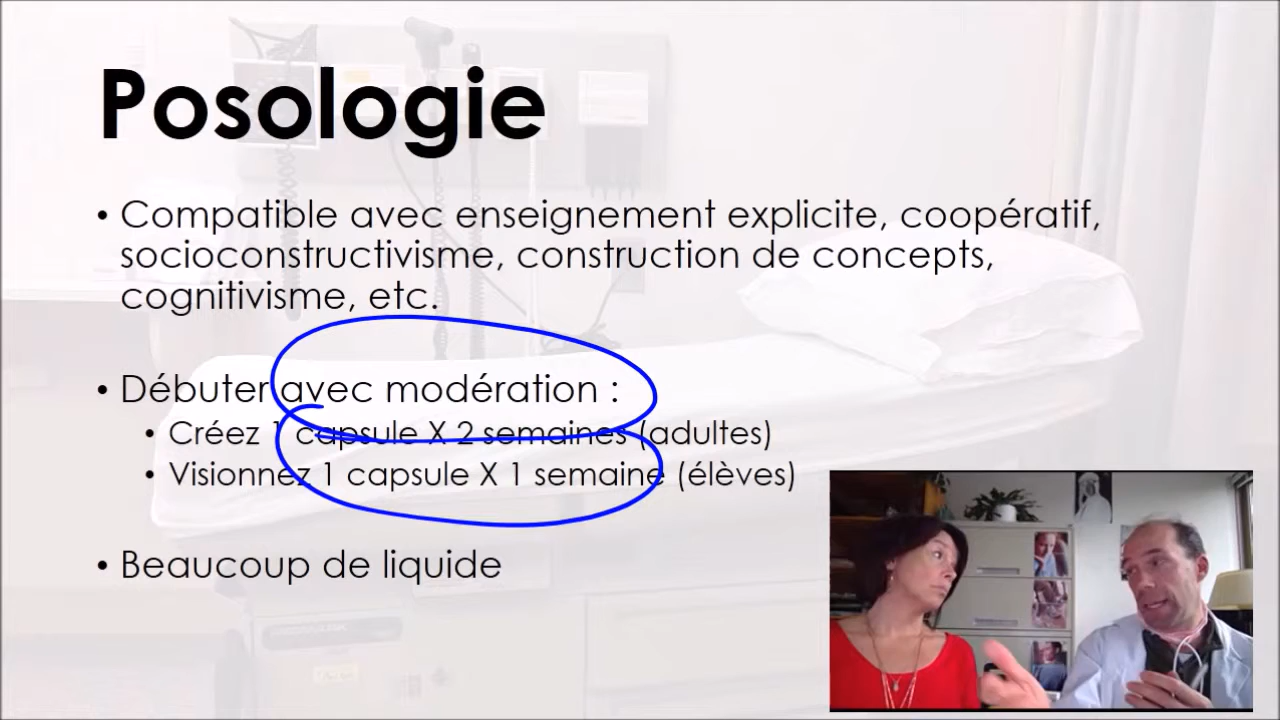 Posologie
• Compatible avec enseignement explicite, coopératif,
socioconstructivisme, construction de concepts,
cognitivisme, etc.
• Débuter avec modération :
• Créez 1 capsule X 2 semaines (adultes)
• Visionnez 1 capsule X 1 semaine (élèves)
• Beaucoup de liquide